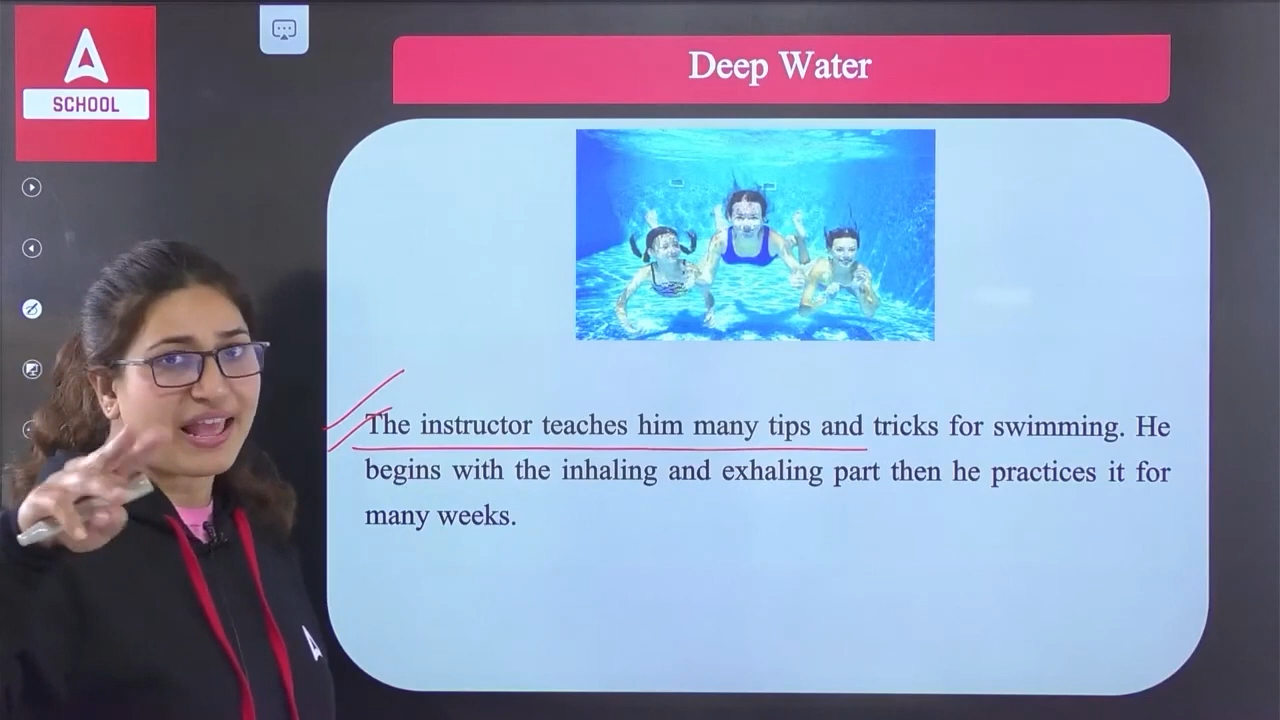 SCHOOL
Deep Water
The instructor teaches him many tips and tricks for swimming. He
begins with the inhaling and exhaling part then he practices it for
many weeks.